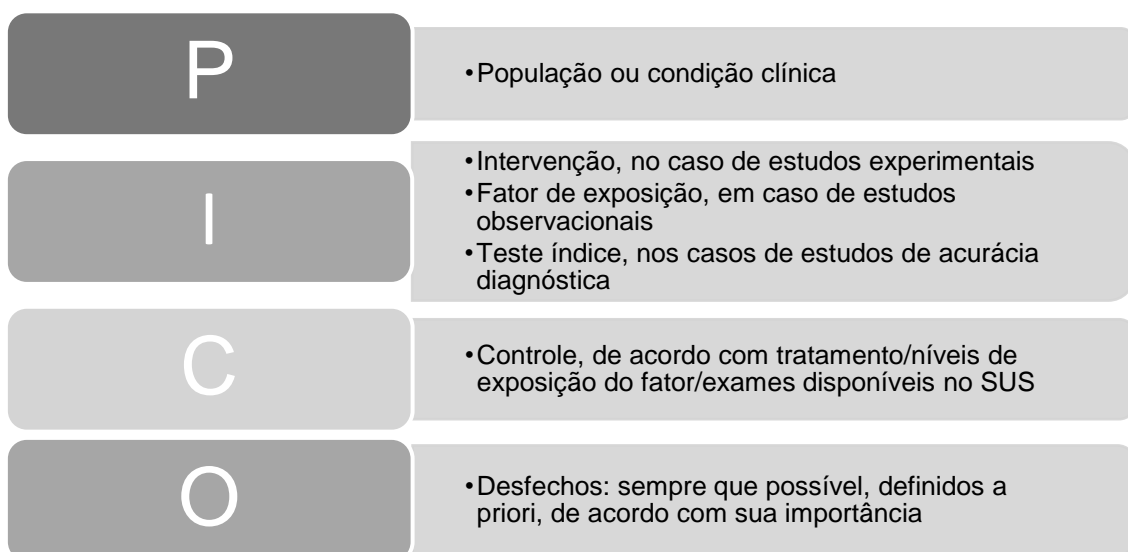 P
•População ou condição clínica
I
•Intervenção, no caso de estudos experimentais
•Fator de exposição, em caso de estudos
observacionais
•Teste índice, nos casos de estudos de acurácia
diagnóstica
C
•Controle, de acordo com tratamento/níveis de
exposição do fator/exames disponíveis no SUS
O
•Desfechos: sempre que possível, definidos a
priori, de acordo com sua importância